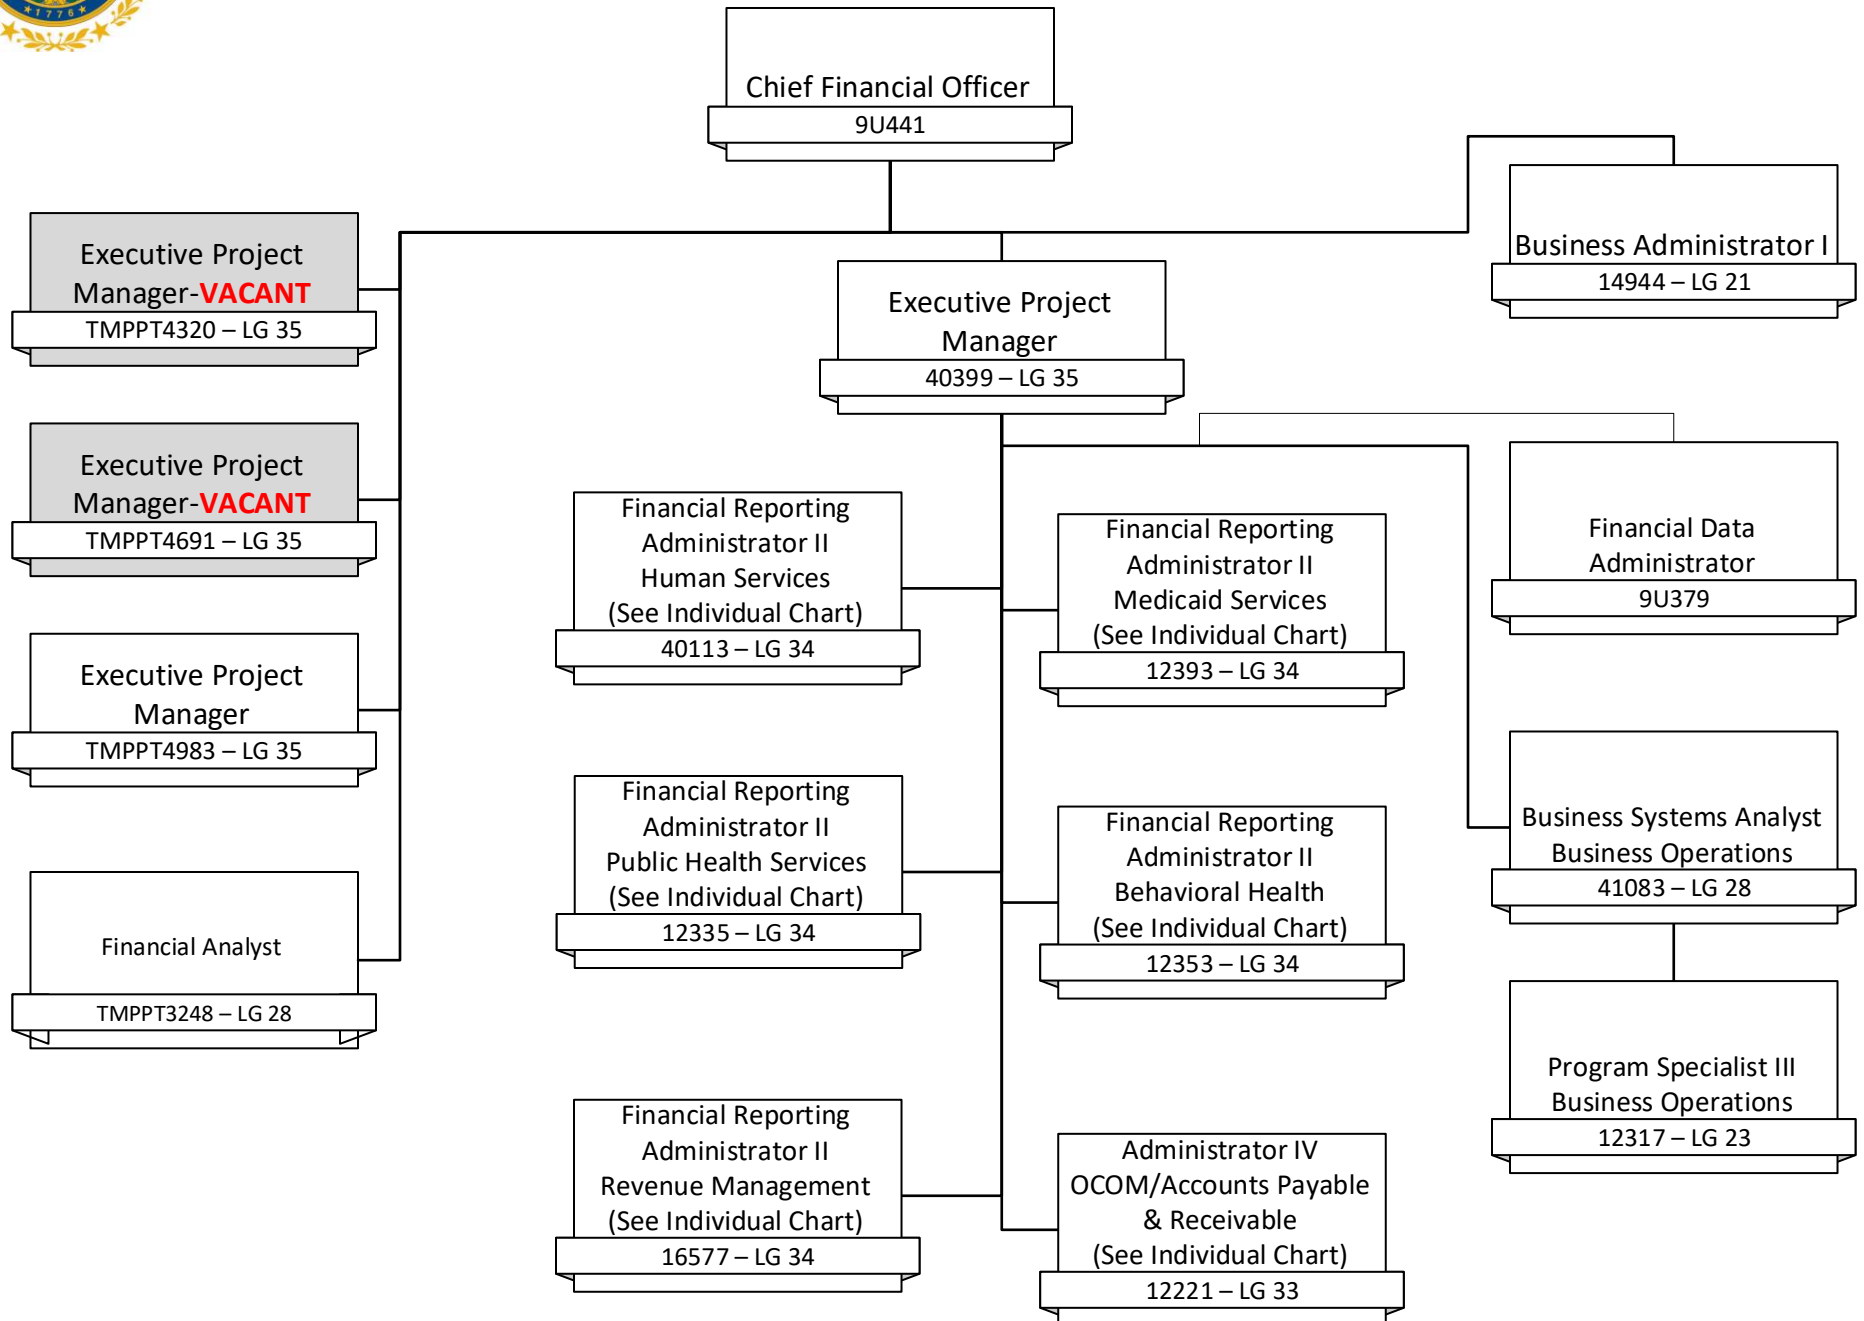 1776
Chief Financial Officer
9U441
Executive Project
Manager-VACANT
TMPPT4320 – LG 35
Executive Project
Manager-VACANT
TMPPT4691 – LG 35
Executive Project
Manager
TMPPT4983 – LG 35
Financial Analyst
TMPPT3248 – LG 28
Executive Project
Manager
40399 – LG 35
Business Administrator I
14944 – LG 21
Financial Reporting
Administrator II
Human Services
(See Individual Chart)
40113 – LG 34
Financial Reporting
Administrator II
Medicaid Services
(See Individual Chart)
12393 – LG 34
Financial Data
Administrator
9U379
Financial Reporting
Administrator II
Public Health Services
(See Individual Chart)
12335 – LG 34
Financial Reporting
Administrator II
Behavioral Health
(See Individual Chart)
12353 – LG 34
Business Systems Analyst
Business Operations
41083 – LG 28
Financial Reporting
Administrator II
Revenue Management
(See Individual Chart)
16577 – LG 34
Administrator IV
OCOM/Accounts Payable
& Receivable
(See Individual Chart)
12221 – LG 33
Program Specialist III
Business Operations
12317 – LG 23